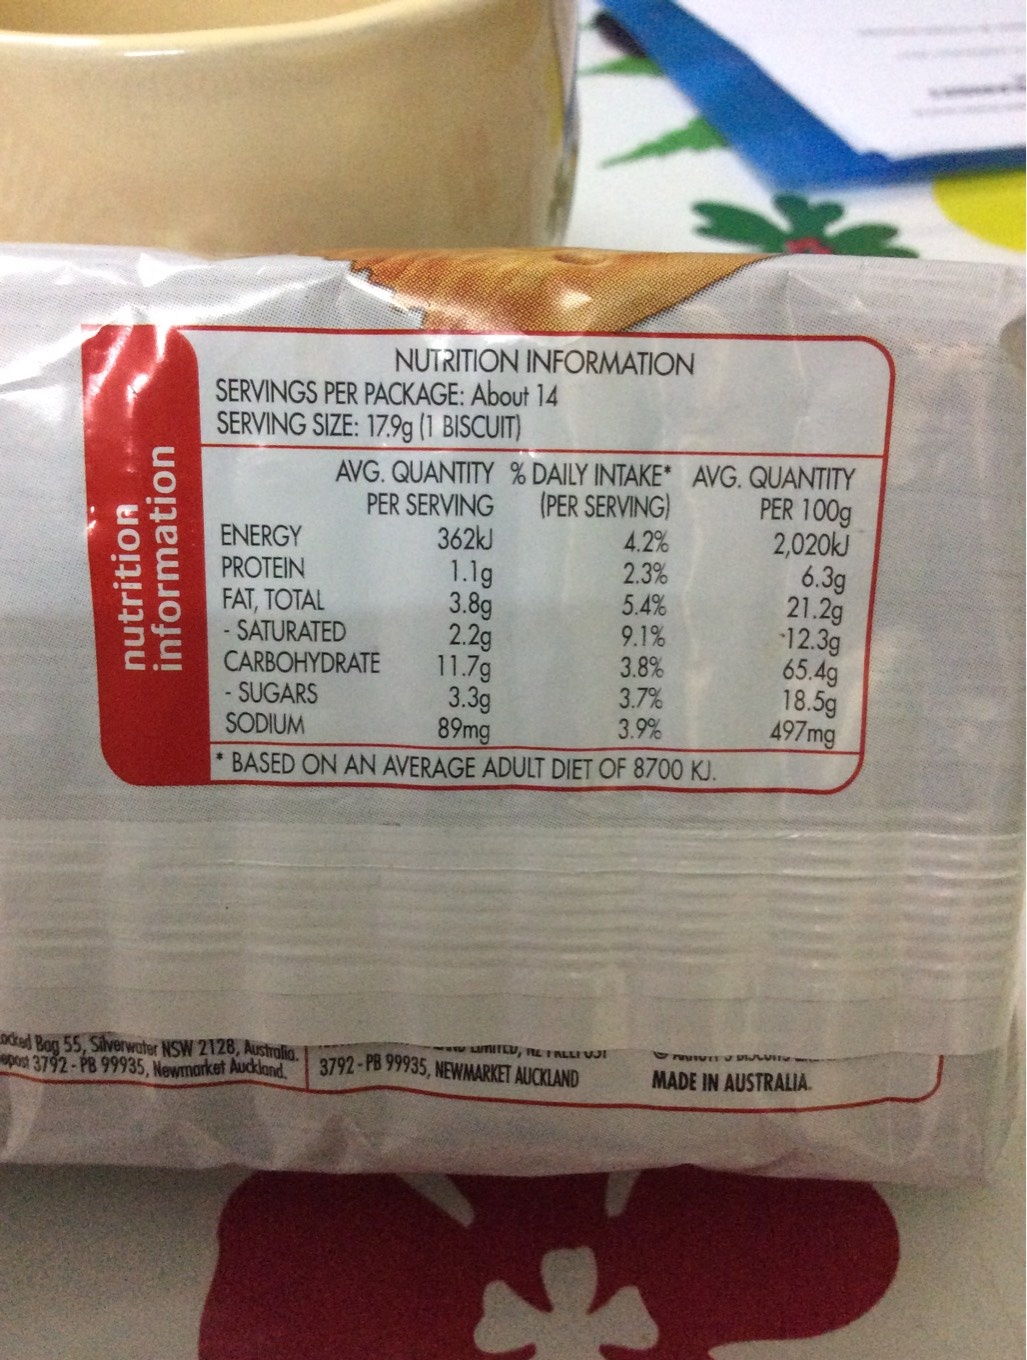 nutrition
information
NUTRITION INFORMATION
SERVINGS PER PACKAGE: About 14
SERVING SIZE: 17.9g (1 BISCUIT)
AVG. QUANTITY % DAILY INTAKE* AVG. QUANTITY
PER SERVING (PER SERVING) PER 100g
ENERGY 362kJ 4.2% 2,020kJ
PROTEIN 1.1g 2.3% 6.3g
FAT, TOTAL 3.8g 5.4% 21.2g
- SATURATED 2.2g 9.1% 12.3g
CARBOHYDRATE 11.7g 3.8% 65.4g
- SUGARS 3.3g 3.7% 18.5g
SODIUM 89mg 3.9% 497mg
* BASED ON AN AVERAGE ADULT DIET OF 8700 KJ.
Bag 55, Silverwater NSW 2128, Australia.
3792 - PB 99935, Newmarket Auckland.
LIMITED, NZ FREEPOST
3792 - PB 99935, NEWMARKET AUCKLAND
MADE IN AUSTRALIA.